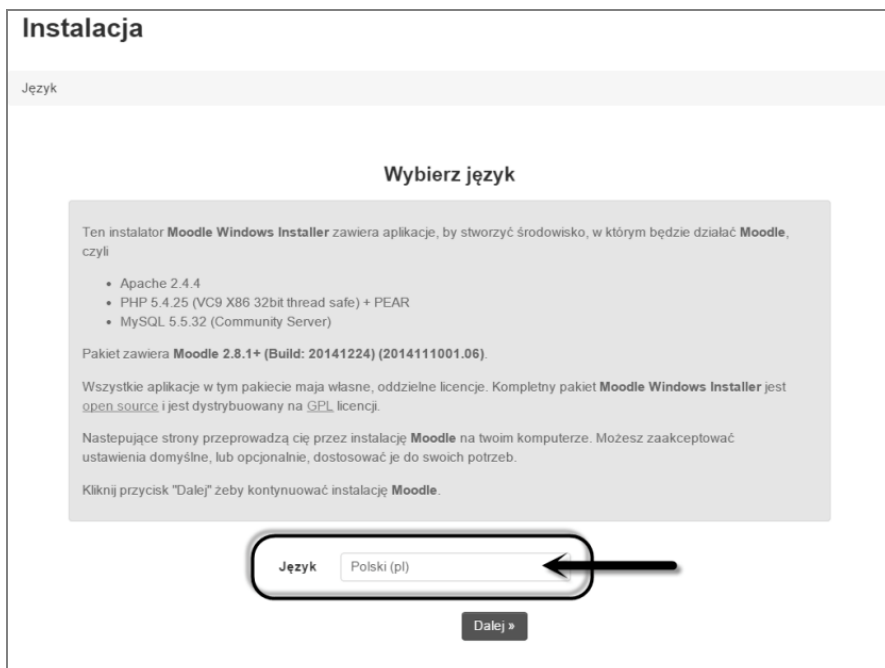 Instalacja
Język
Wybierz język
Ten instalator Moodle Windows Installer zawiera aplikacje, by stworzyć środowisko, w którym będzie działać Moodle,
czyli
• Apache 2.4.4
• PHP 5.4.25 (VC9 X86 32bit thread safe) + PEAR
• MySQL 5.5.32 (Community Server)
Pakiet zawiera Moodle 2.8.1+ (Build: 20141224) (2014111001.06).
Wszystkie aplikacje w tym pakiecie maja własne, oddzielne licencje. Kompletny pakiet Moodle Windows Installer jest
open source i jest dystrybuowany na GPL licencji.
Nastepujące strony przeprowadzą cię przez instalację Moodle na twoim komputerze. Możesz zaakceptować
ustawienia domyślne, lub opcjonalnie, dostosować je do swoich potrzeb.
Kliknij przycisk "Dalej" żeby kontynuować instalację Moodle.
Język Polski (pl)
Dalej »